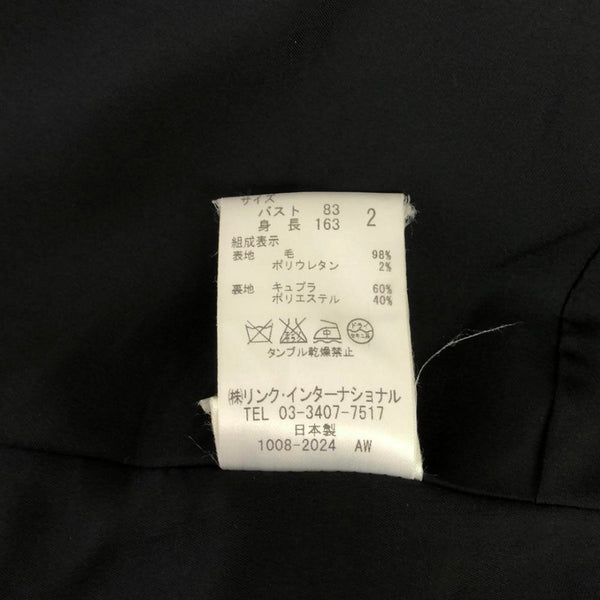 サイズ
バスト 83
身 長 163 2
組成表示
表地 毛 98%
ポリウレタン 2%
裏地 キュプラ 60%
ポリエステル 40%
ドライ
タンブル乾燥禁止
㈱リンク・インターナショナル
TEL 03-3407-7517
日本製
1008-2024 AW